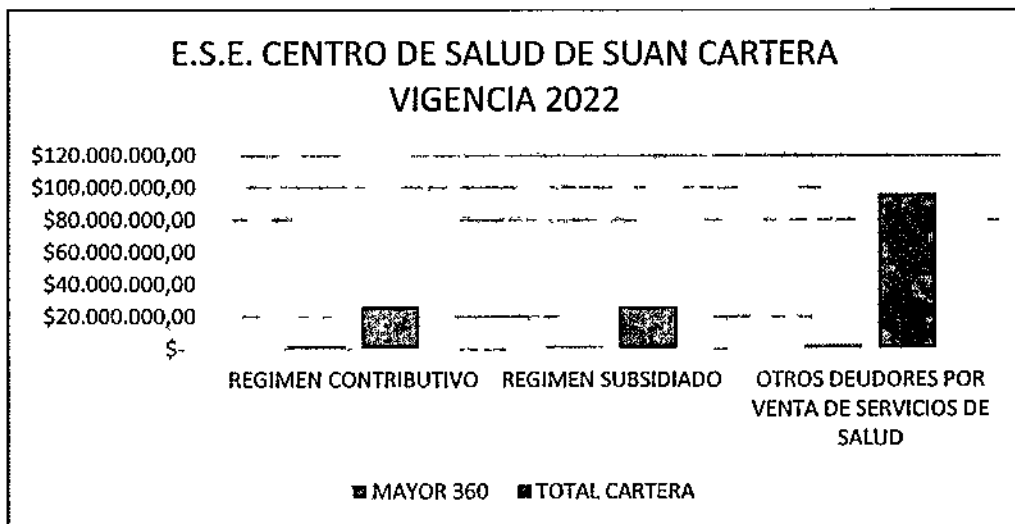 E.S.E. CENTRO DE SALUD DE SUAN CARTERA
VIGENCIA 2022
$120.000.000,00
$100.000.000,00
$80.000.000,00
$60.000.000,00
$40.000.000,00
$20.000.000,00
$-
REGIMEN CONTRIBUTIVO
REGIMEN SUBSIDIADO
OTROS DEUDORES POR
VENTA DE SERVICIOS DE
SALUD
MAYOR 360
TOTAL CARTERA